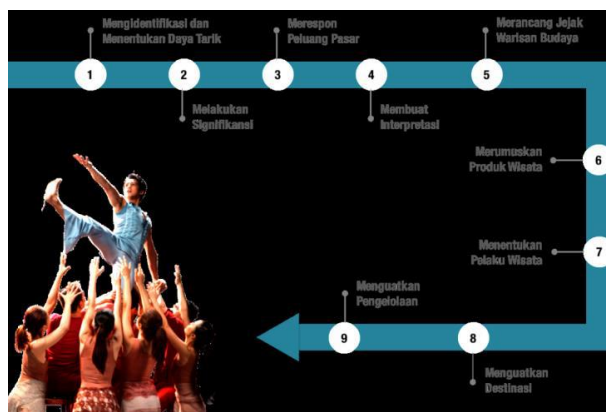 Mengidentifikasi dan
Menentukan Daya Tarik
1
2
Melakukan
Signifikansi
Merespon
Peluang Pasar
3
4
Membuat
Interpretasi
Merancang Jejak
Warisan Budaya
5
Merumuskan
Produk Wisata
6
Menentukan
Pelaku Wisata
7
8
Menguatkan
Destinasi
Menguatkan
Pengelolaan
9